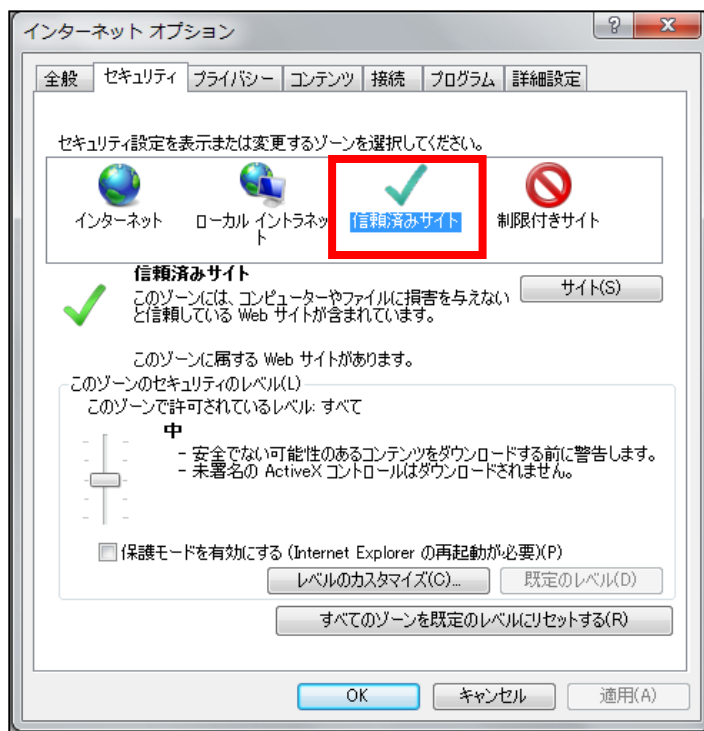 インターネット オプション
全般 セキュリティ プライバシー コンテンツ 接続 プログラム 詳細設定
セキュリティ設定を表示または変更するゾーンを選択してください。
インターネット
ローカル イントラネッ
ト
信頼済みサイト
制限付きサイト
信頼済みサイト
このゾーンには、コンピューターやファイルに損害を与えない
と信頼している Web サイトが含まれています。
サイト(S)
このゾーンに属する Web サイトがあります。
このゾーンのセキュリティのレベル(L)
このゾーンで許可されているレベル: すべて
中
- 安全でない可能性のあるコンテンツをダウンロードする前に警告します。
- 未署名の ActiveX コントロールはダウンロードされません。
保護モードを有効にする (Internet Explorer の再起動が必要)(P)
レベルのカスタマイズ(C)... 既定のレベル(D)
すべてのゾーンを既定のレベルにリセットする(R)
OK キャンセル 適用(A)